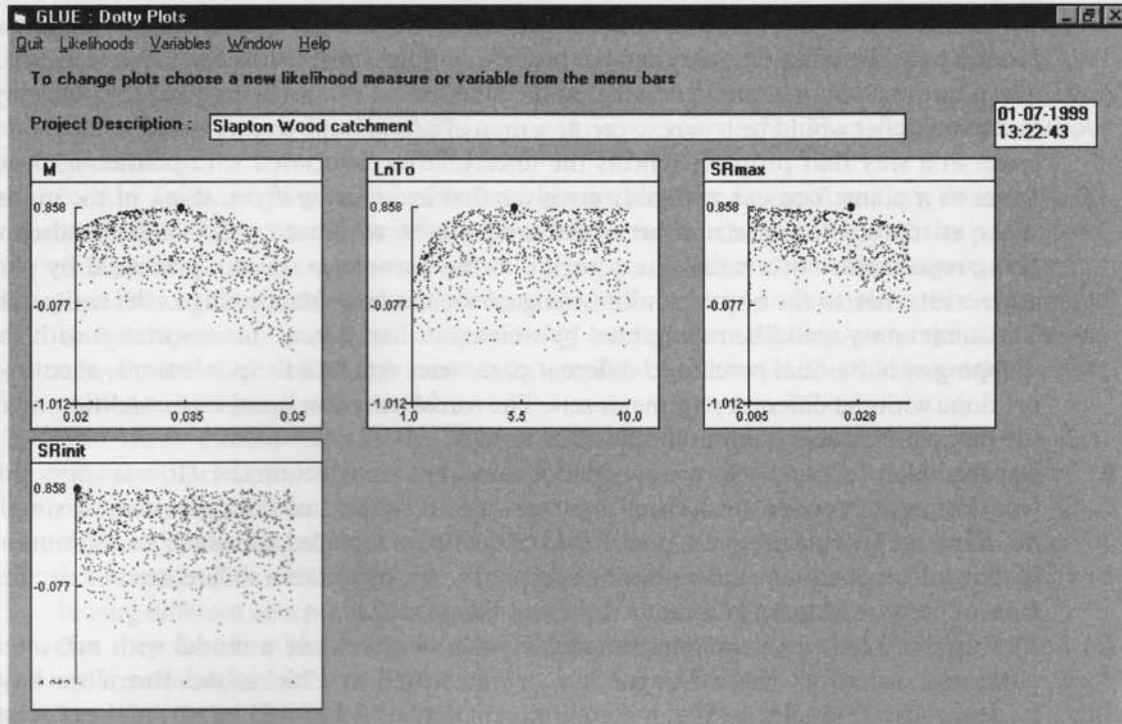 GLUE : Dotty Plots
Quit Likelihoods Variables Window Help
To change plots choose a new likelihood measure or variable from the menu bars
Project Description : Slapton Wood catchment
01-07-1999
13:22:43
M
0.858
-0.077
-1.012
0.02 0.035 0.05
LnTo
0.858
-0.077
-1.012
1.0 5.5 10.0
SRmax
0.858
-0.077
-1.012
0.005 0.028
SRinit
0.858
-0.077